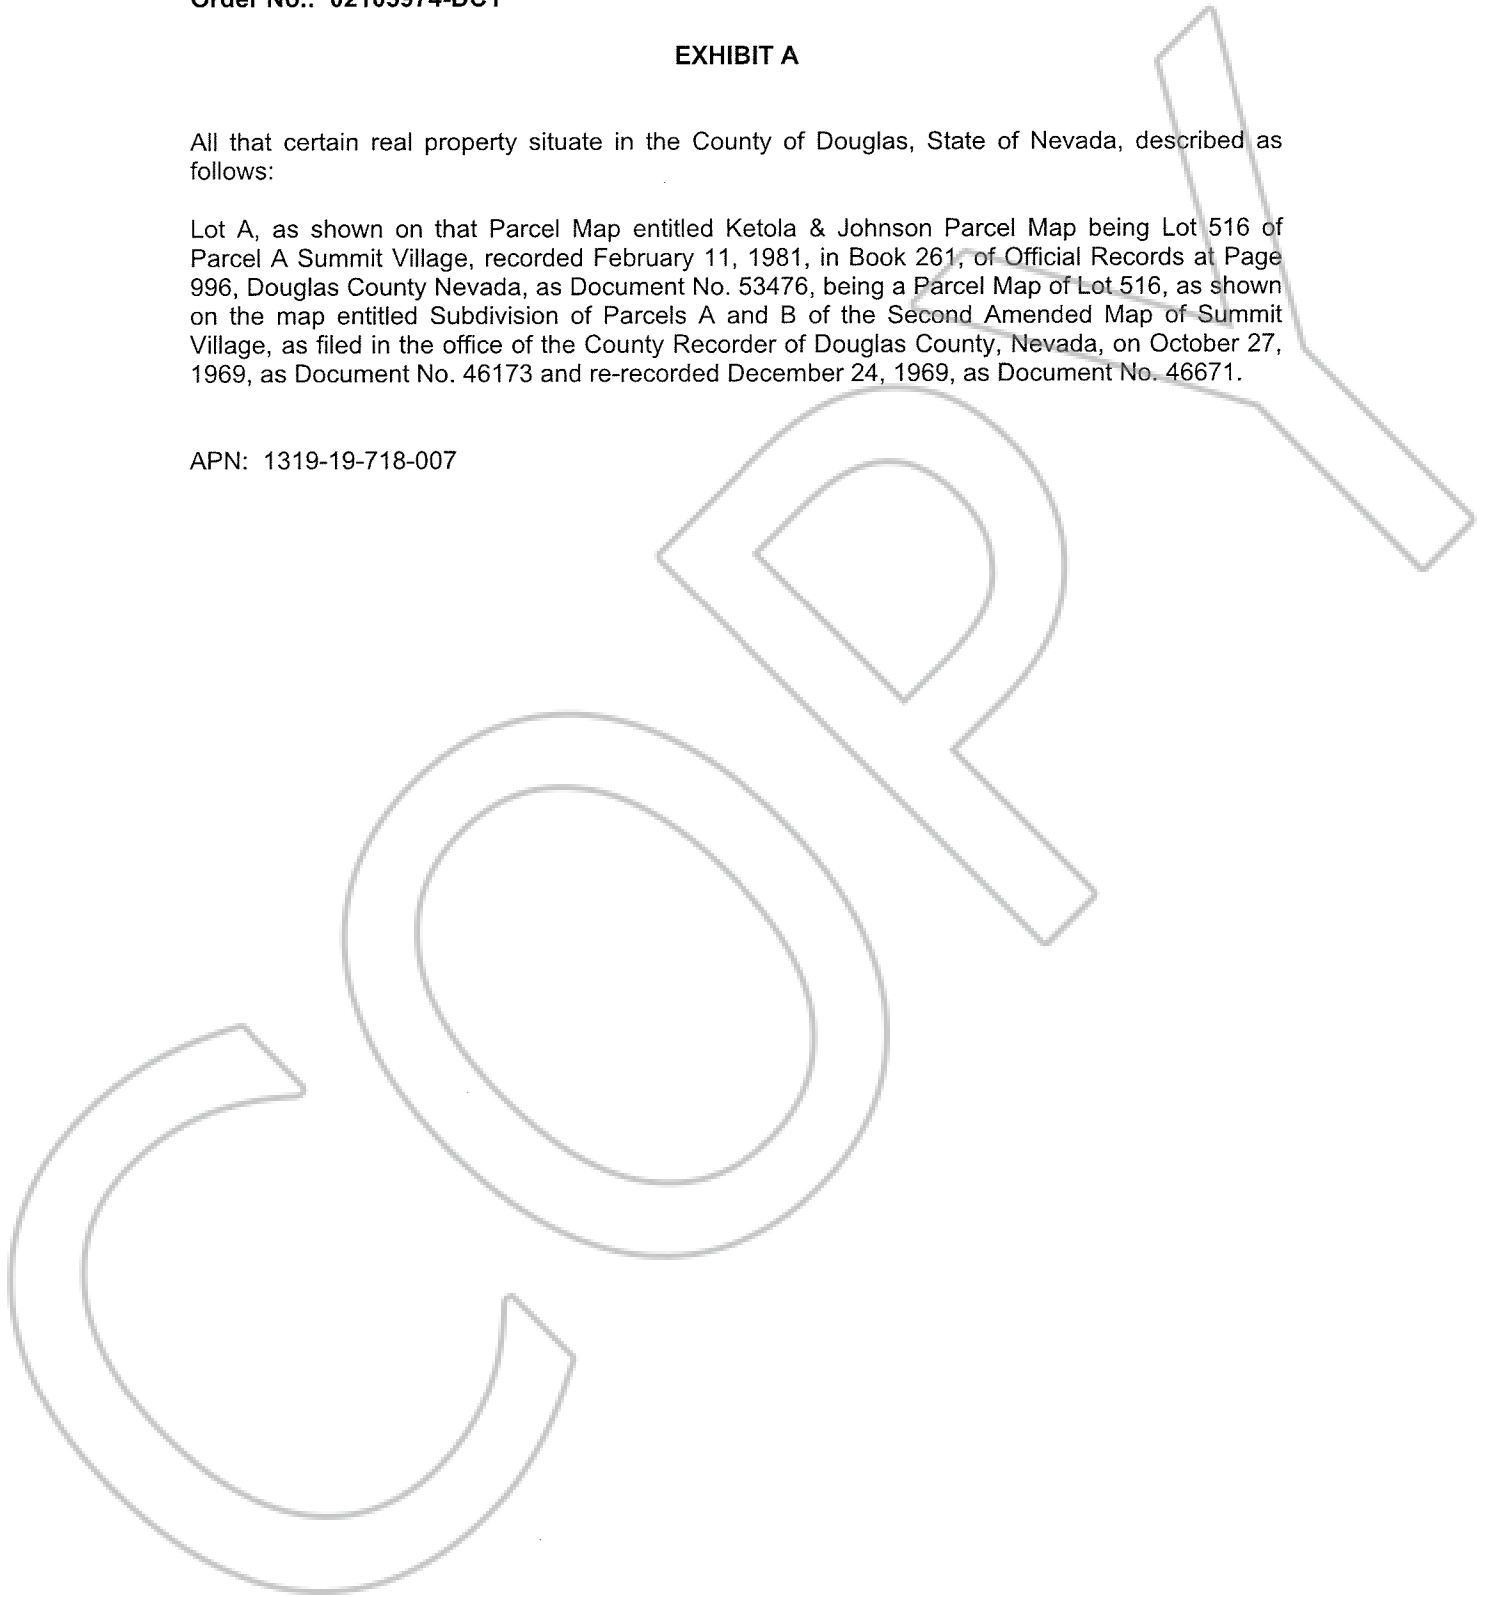 Order No.: 02103974-DC1
EXHIBIT A
All that certain real property situate in the County of Douglas, State of Nevada, described as
follows:
Lot A, as shown on that Parcel Map entitled Ketola & Johnson Parcel Map being Lot 516 of
Parcel A Summit Village, recorded February 11, 1981, in Book 261, of Official Records at Page
996, Douglas County Nevada, as Document No. 53476, being a Parcel Map of Lot 516, as shown
on the map entitled Subdivision of Parcels A and B of the Second Amended Map of Summit
Village, as filed in the office of the County Recorder of Douglas County, Nevada, on October 27,
1969, as Document No. 46173 and re-recorded December 24, 1969, as Document No. 46671.
APN: 1319-19-718-007
COPY